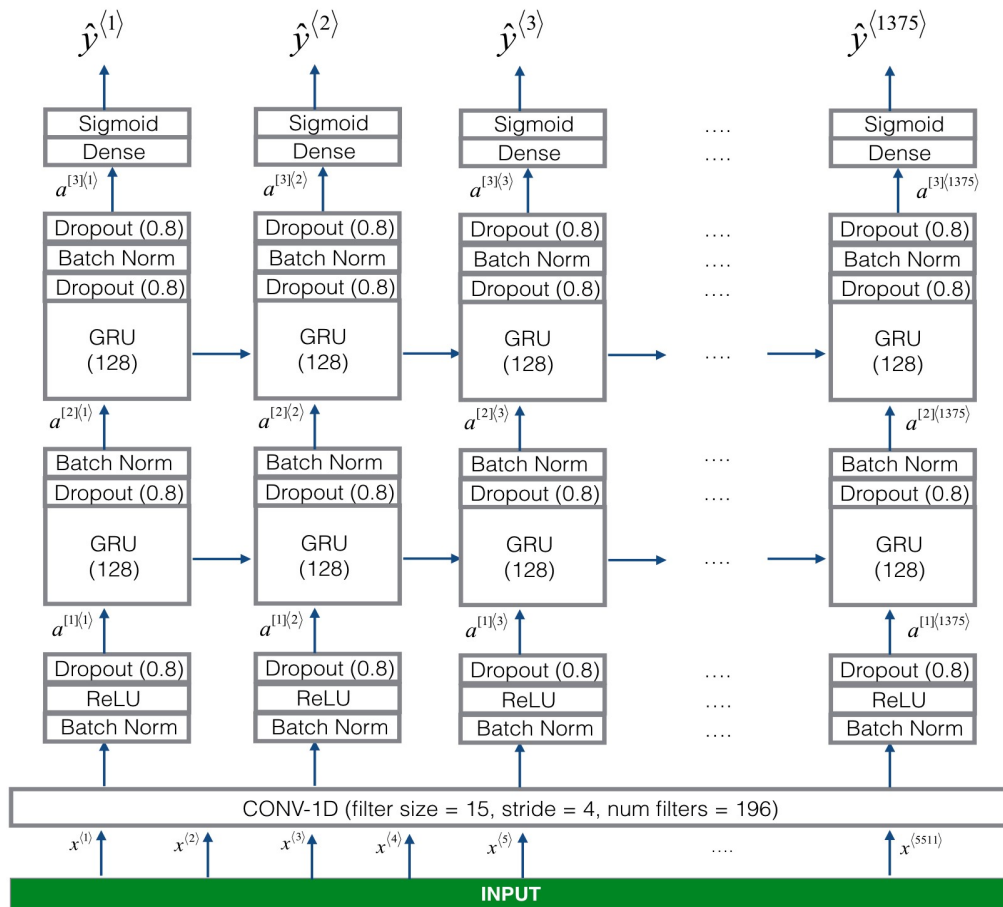 ŷ⟨1⟩ ŷ⟨2⟩ ŷ⟨3⟩ ŷ⟨1375⟩
Sigmoid Sigmoid Sigmoid .... Sigmoid
Dense Dense Dense .... Dense
a[3]⟨1⟩ a[3]⟨2⟩ a[3]⟨3⟩ a[3]⟨1375⟩
Dropout (0.8) Dropout (0.8) Dropout (0.8) .... Dropout (0.8)
Batch Norm Batch Norm Batch Norm .... Batch Norm
Dropout (0.8) Dropout (0.8) Dropout (0.8) .... Dropout (0.8)
GRU GRU GRU GRU
(128) (128) (128) .... (128)
a[2]⟨1⟩ a[2]⟨2⟩ a[2]⟨3⟩ a[2]⟨1375⟩
Batch Norm Batch Norm Batch Norm .... Batch Norm
Dropout (0.8) Dropout (0.8) Dropout (0.8) .... Dropout (0.8)
GRU GRU GRU GRU
(128) (128) (128) .... (128)
a[1]⟨1⟩ a[1]⟨2⟩ a[1]⟨3⟩ a[1]⟨1375⟩
Dropout (0.8) Dropout (0.8) Dropout (0.8) .... Dropout (0.8)
ReLU ReLU ReLU .... ReLU
Batch Norm Batch Norm Batch Norm .... Batch Norm
CONV-1D (filter size = 15, stride = 4, num filters = 196)
x⟨1⟩ x⟨2⟩ x⟨3⟩ x⟨4⟩ x⟨5⟩ .... x⟨5511⟩
INPUT